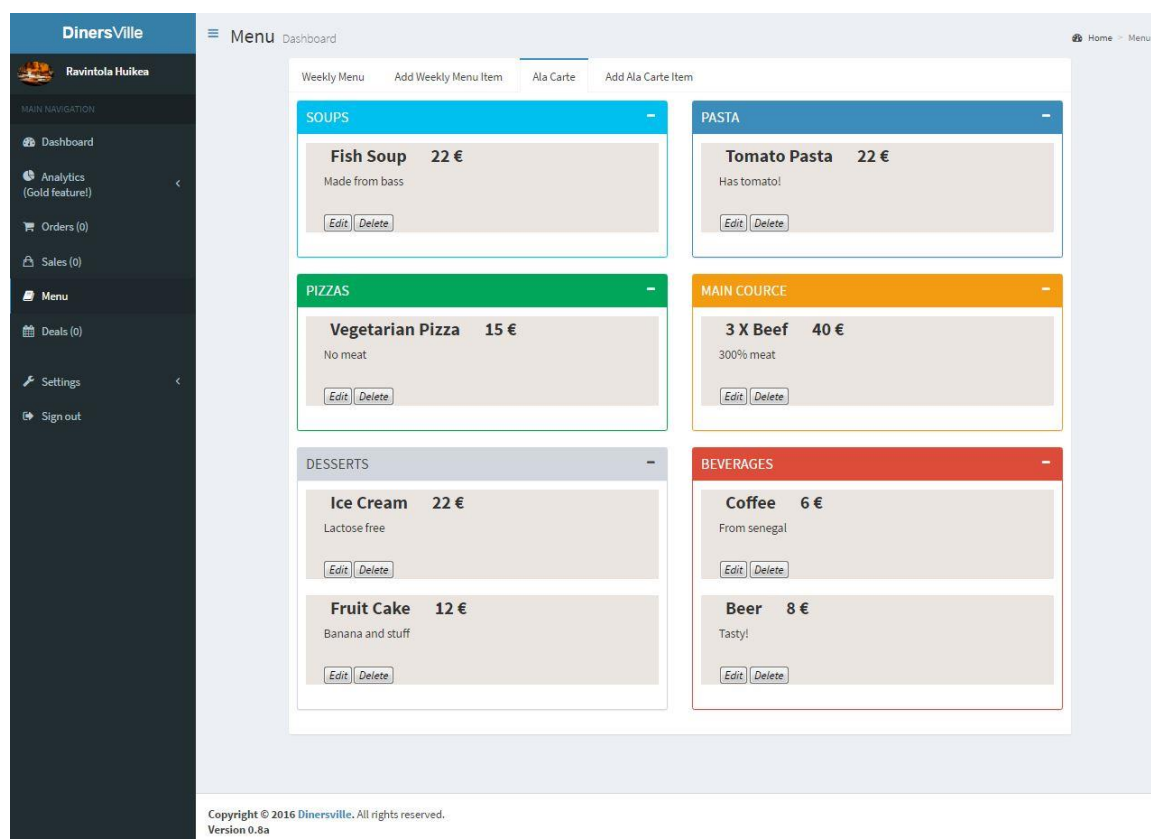 DinersVille
Menu Dashboard
Home > Menu
Ravintola Huikea
MAIN NAVIGATION
Dashboard
Analytics
(Gold feature!)
Orders (0)
Sales (0)
Menu
Deals (0)
Settings
Sign out
Weekly Menu Add Weekly Menu Item Ala Carte Add Ala Carte Item
SOUPS
Fish Soup 22 €
Made from bass
Edit Delete
PASTA
Tomato Pasta 22 €
Has tomato!
Edit Delete
PIZZAS
Vegetarian Pizza 15 €
No meat
Edit Delete
MAIN COURCE
3 X Beef 40 €
300% meat
Edit Delete
DESSERTS
Ice Cream 22 €
Lactose free
Edit Delete
Fruit Cake 12 €
Banana and stuff
Edit Delete
BEVERAGES
Coffee 6 €
From senegal
Edit Delete
Beer 8 €
Tasty!
Edit Delete
Copyright © 2016 Dinersville. All rights reserved.
Version 0.8a